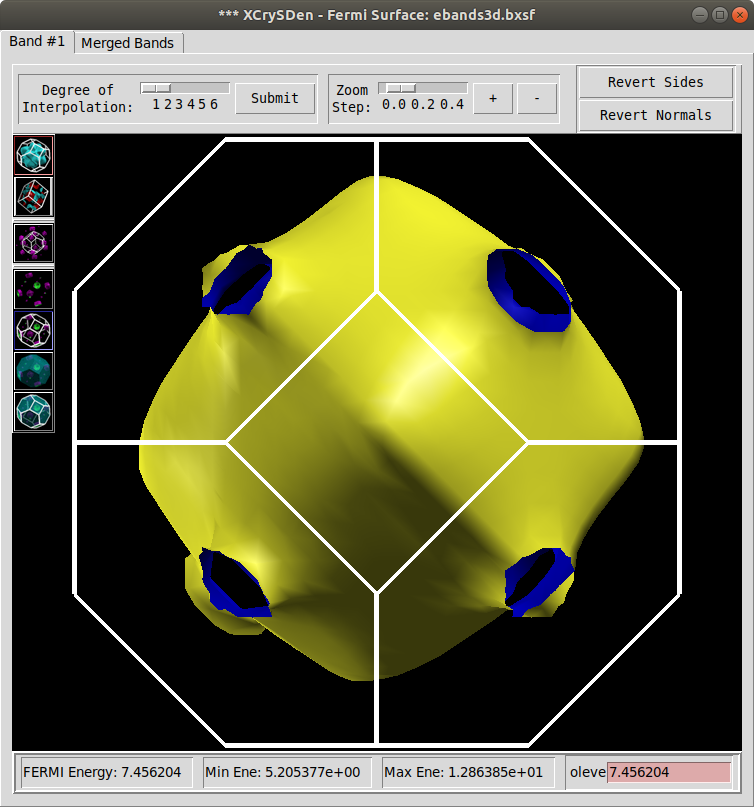 *** XCrySDen - Fermi Surface: ebands3d.bxsf
Band #1
Merged Bands
Degree of
Interpolation:
1 2 3 4 5 6
Submit
Zoom
Step:
0.0 0.2 0.4
+
-
Revert Sides
Revert Normals
FERMI Energy: 7.456204
Min Ene: 5.205377e+00
Max Ene: 1.286385e+01
oleve
7.456204